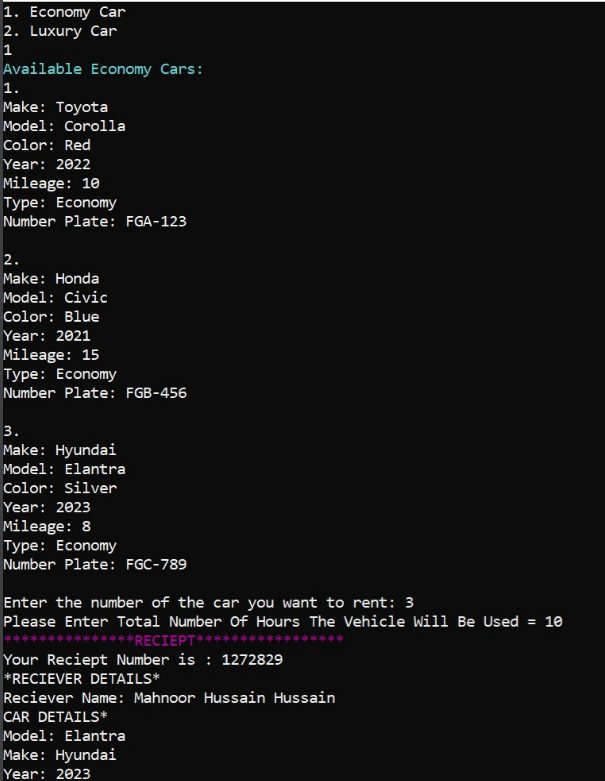 1. Economy Car
2. Luxury Car
1
Available Economy Cars:
1.
Make: Toyota
Model: Corolla
Color: Red
Year: 2022
Mileage: 10
Type: Economy
Number Plate: FGA-123
2.
Make: Honda
Model: Civic
Color: Blue
Year: 2021
Mileage: 15
Type: Economy
Number Plate: FGB-456
3.
Make: Hyundai
Model: Elantra
Color: Silver
Year: 2023
Mileage: 8
Type: Economy
Number Plate: FGC-789
Enter the number of the car you want to rent: 3
Please Enter Total Number Of Hours The Vehicle Will Be Used = 10
***************RECIEPT*****************
Your Reciept Number is : 1272829
*RECIEVER DETAILS*
Reciever Name: Mahnoor Hussain Hussain
CAR DETAILS*
Model: Elantra
Make: Hyundai
Year: 2023